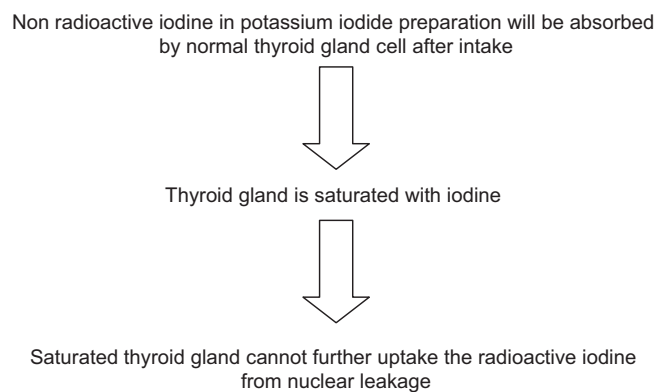 Non radioactive iodine in potassium iodide preparation will be absorbed
by normal thyroid gland cell after intake
Thyroid gland is saturated with iodine
Saturated thyroid gland cannot further uptake the radioactive iodine
from nuclear leakage